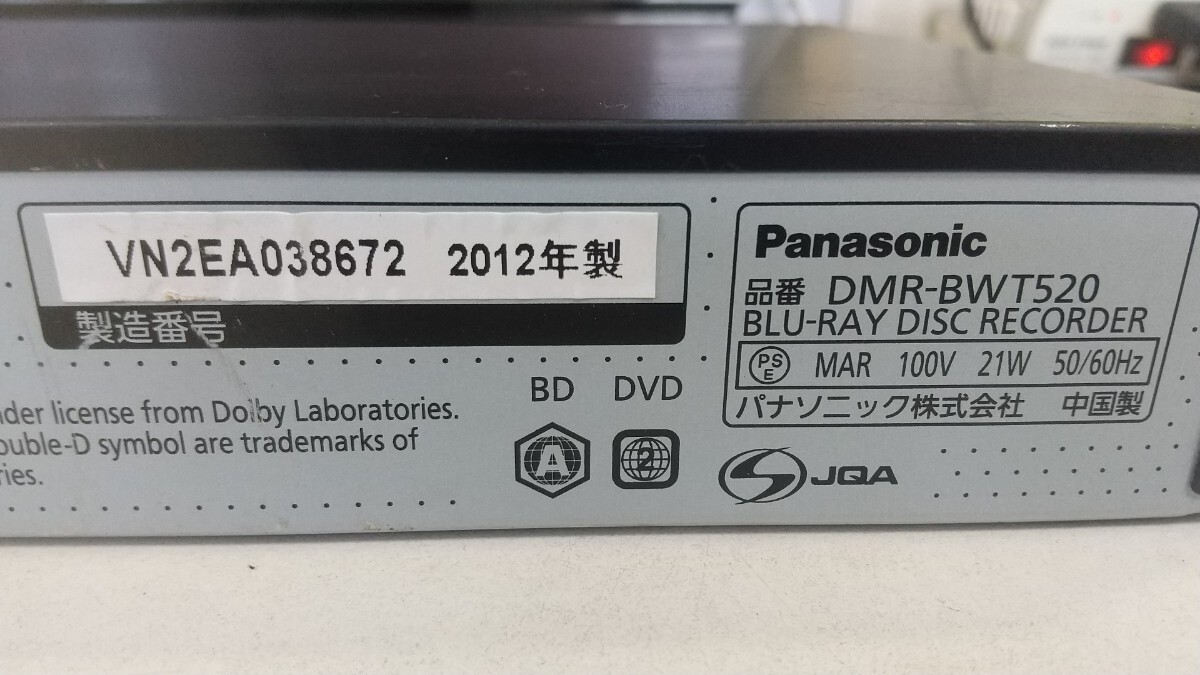 VN2EA038672 2012年製
製造番号
nder license from Dolby Laboratories.
ouble-D symbol are trademarks of
ries.
BD DVD
A 2
Panasonic
品番 DMR-BWT520
BLU-RAY DISC RECORDER
PS E MAR 100V 21W 50/60Hz
パナソニック株式会社 中国製
JQA